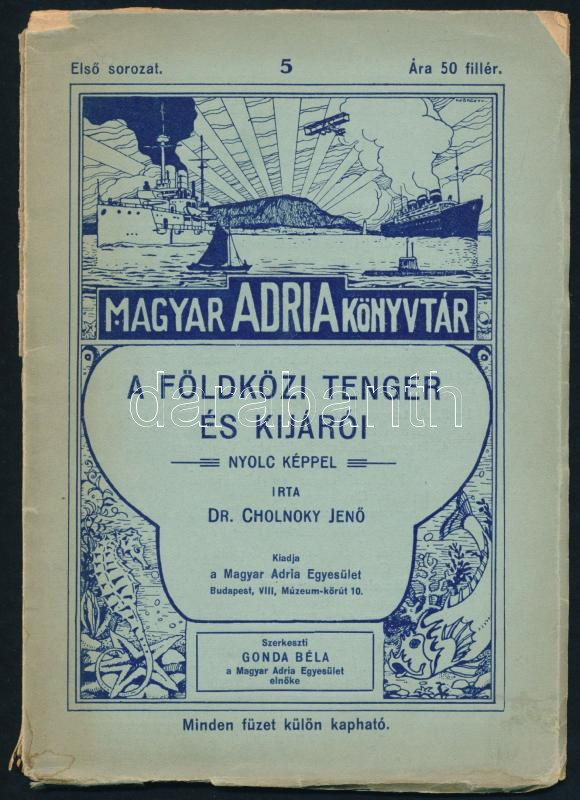 Első sorozat. 5 Ára 50 fillér.
MAGYAR ADRIA KÖNYVTÁR
A FÖLDKÖZI TENGER
ÉS KIJÁRÓI
NYOLC KÉPPEL
IRTA
DR. CHOLNOKY JENŐ
Kiadja
a Magyar Adria Egyesület
Budapest, VIII, Múzeum-körút 10.
Szerkeszti
GONDA BÉLA
a Magyar Adria Egyesület
elnöke
Minden füzet külön kapható.
darabanth